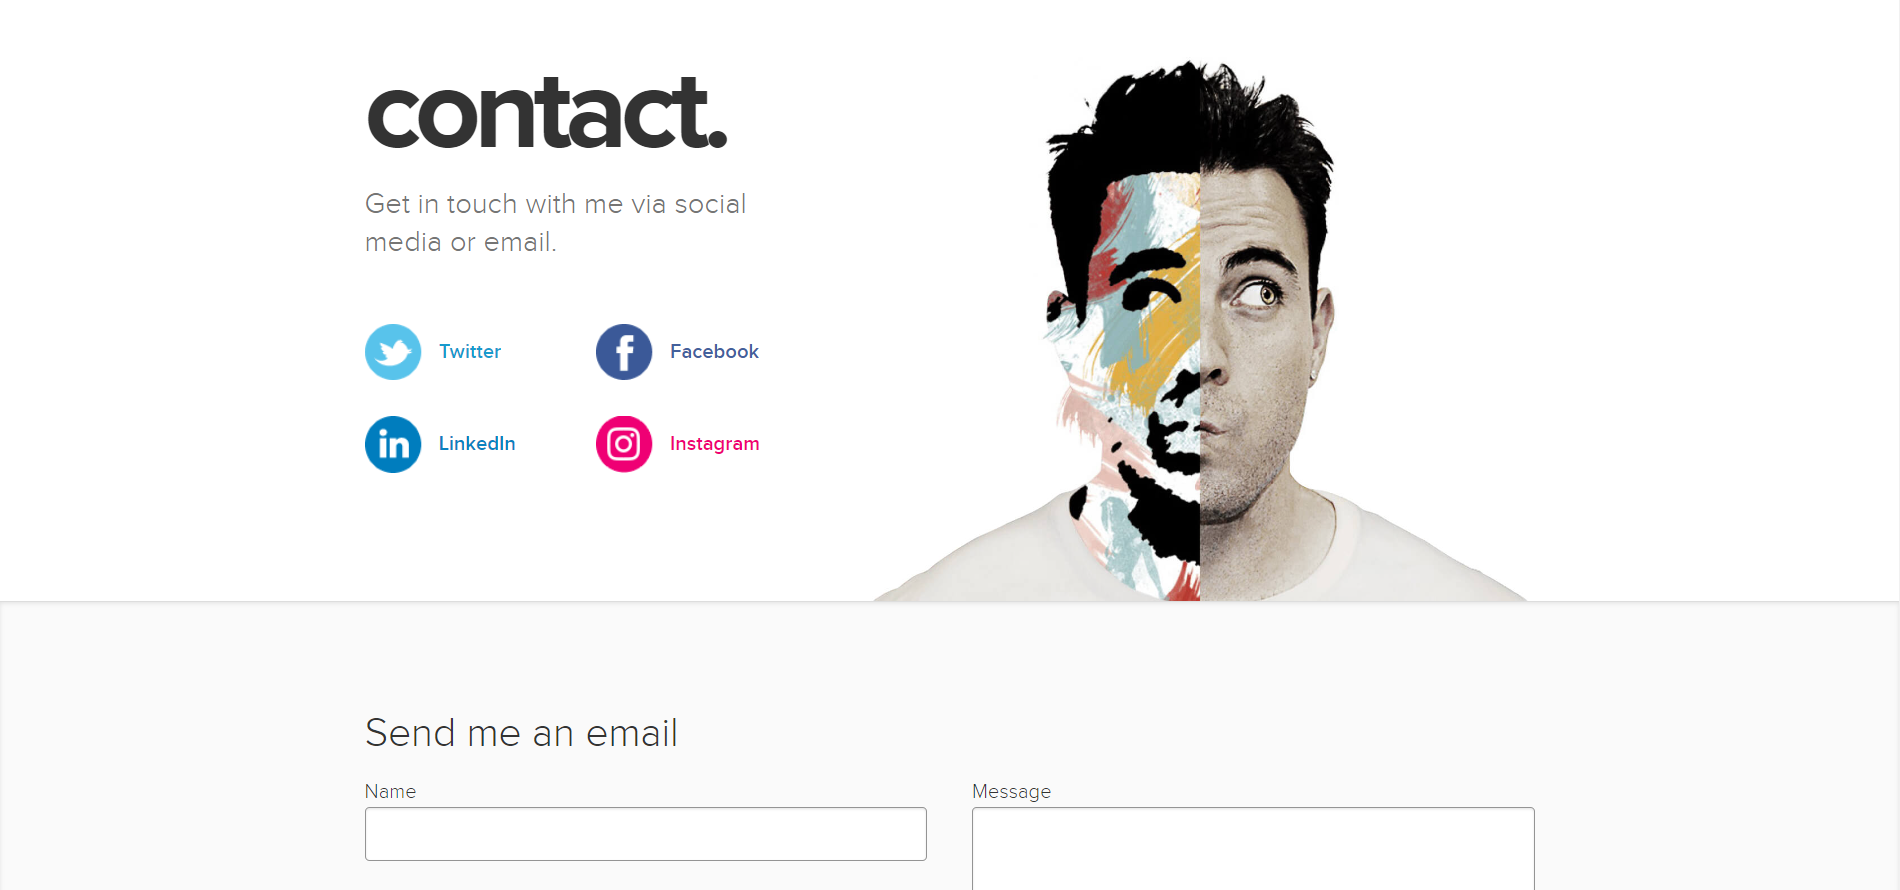 contact.
Get in touch with me via social
media or email.
Twitter
Facebook
LinkedIn
Instagram
Send me an email
Name
Message